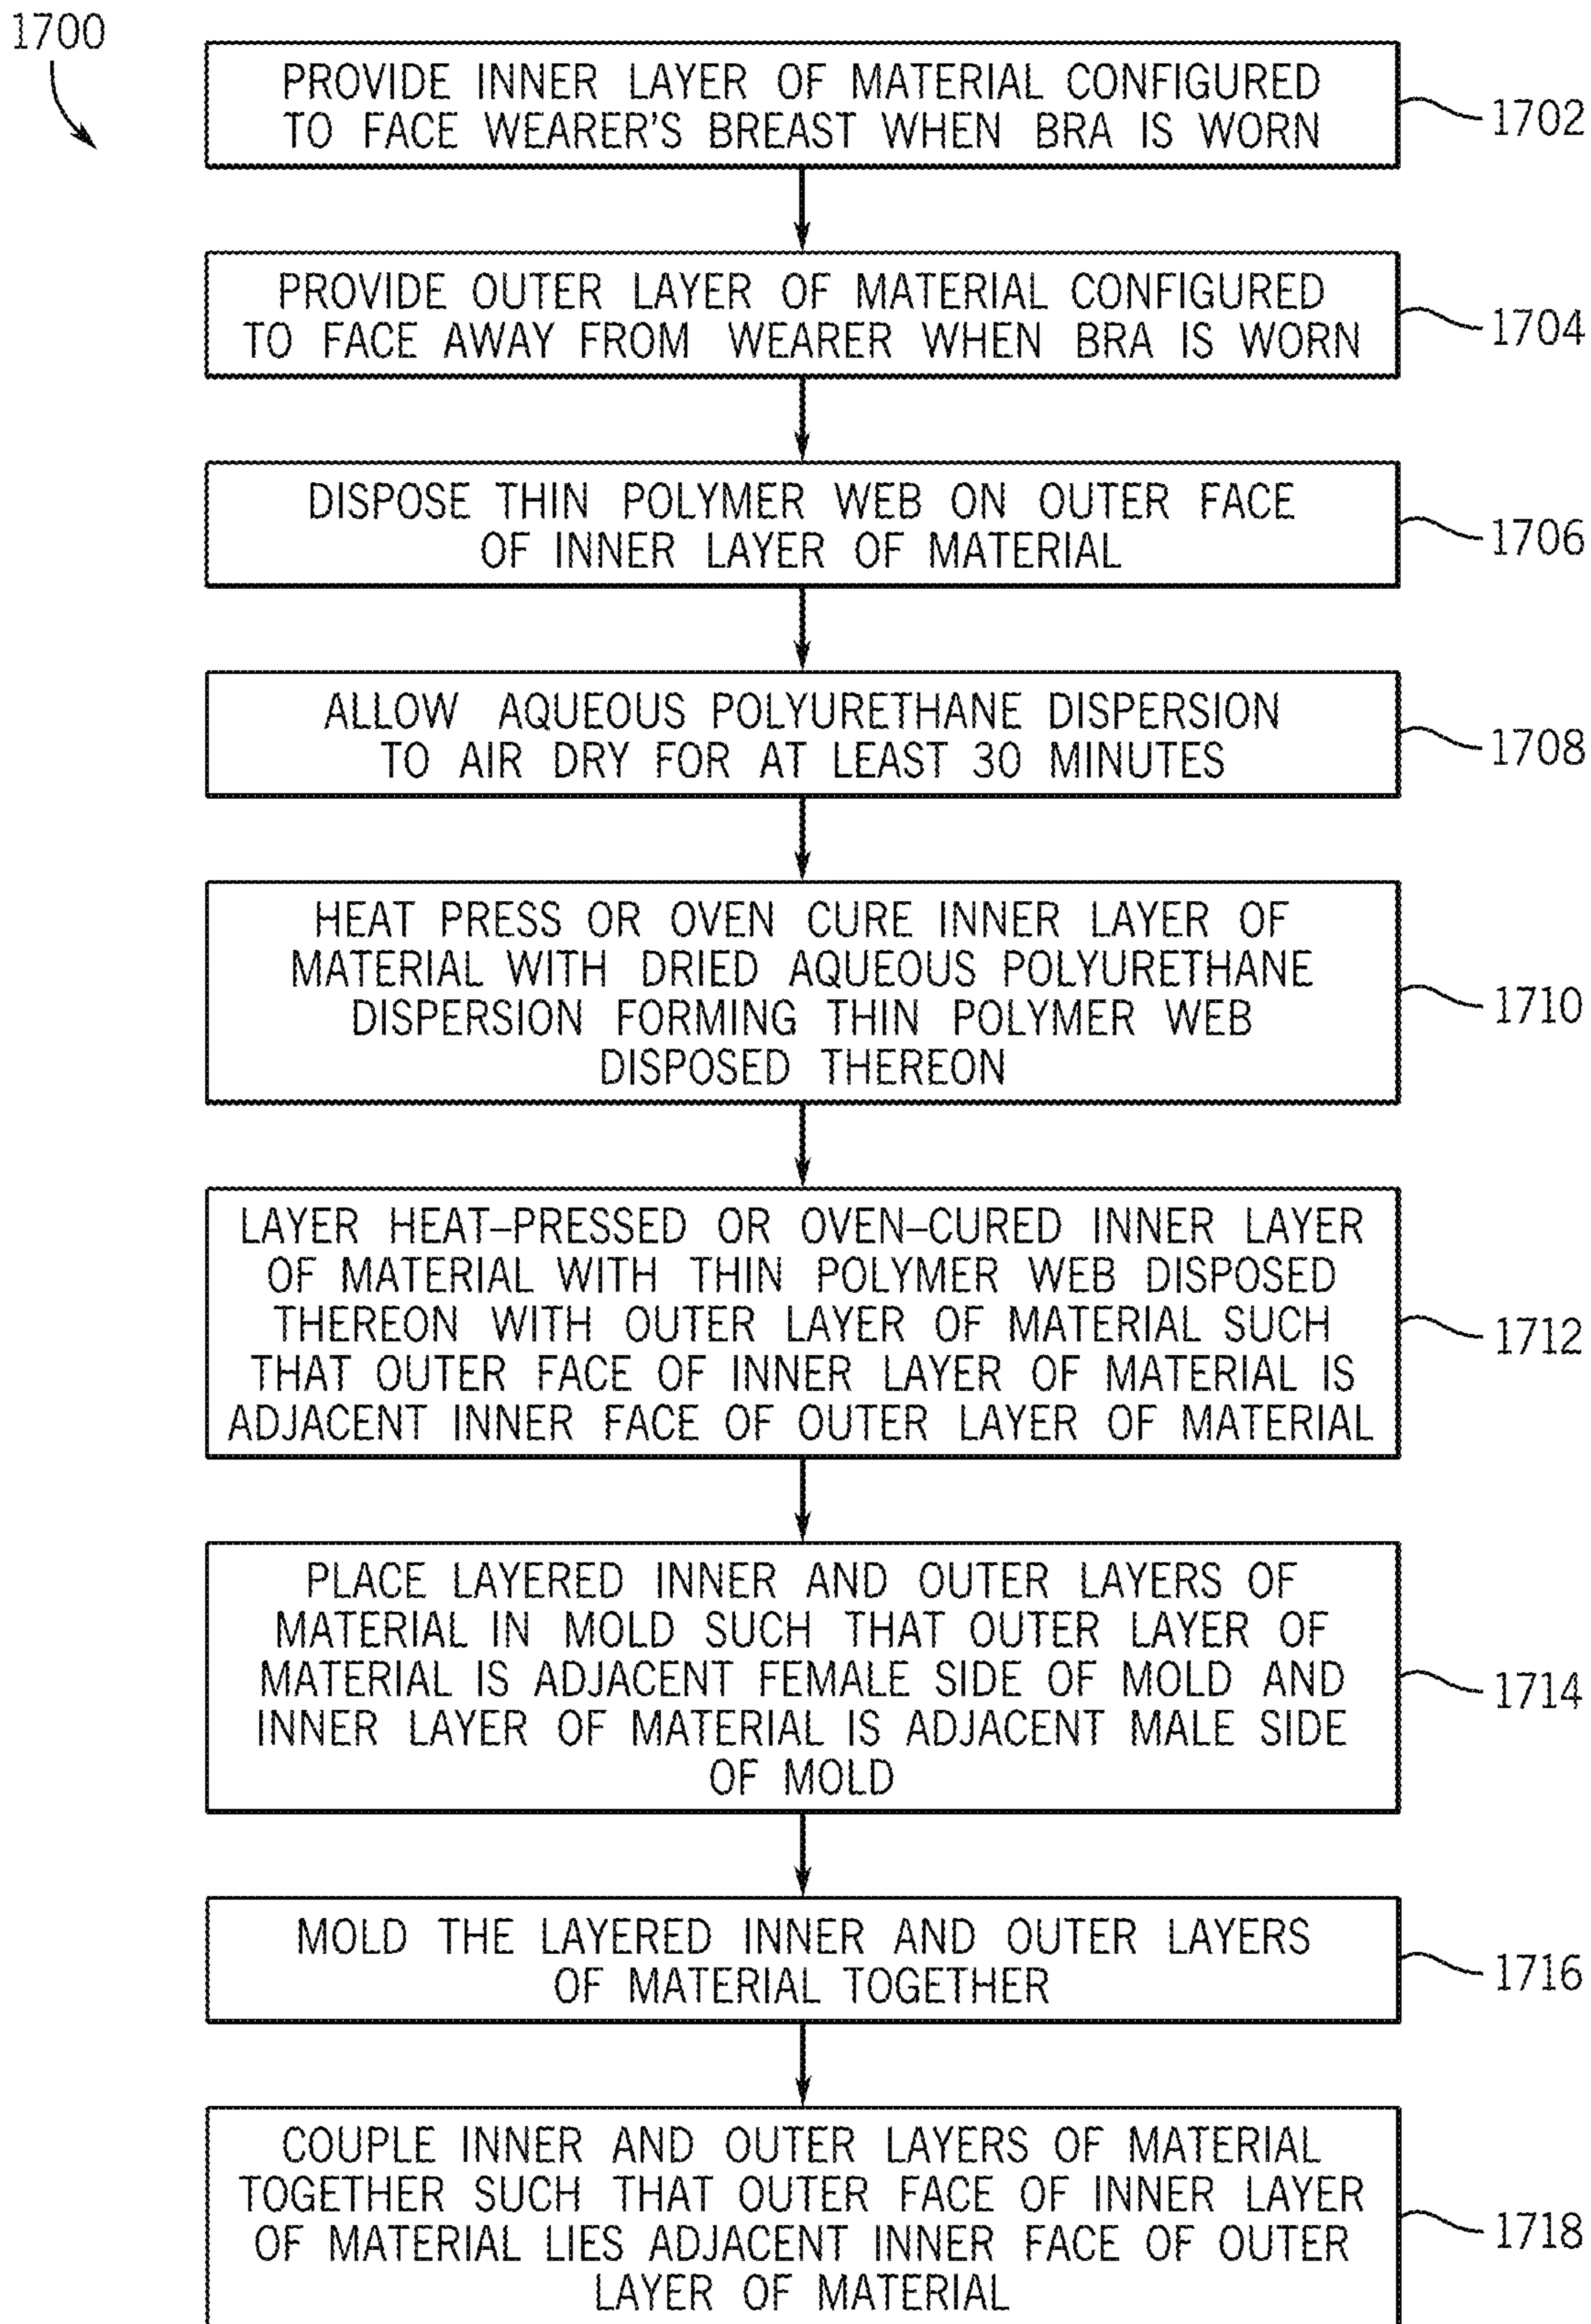 1700
PROVIDE INNER LAYER OF MATERIAL CONFIGURED
TO FACE WEARER'S BREAST WHEN BRA IS WORN
1702
PROVIDE OUTER LAYER OF MATERIAL CONFIGURED
TO FACE AWAY FROM WEARER WHEN BRA IS WORN
1704
DISPOSE THIN POLYMER WEB ON OUTER FACE
OF INNER LAYER OF MATERIAL
1706
ALLOW AQUEOUS POLYURETHANE DISPERSION
TO AIR DRY FOR AT LEAST 30 MINUTES
1708
HEAT PRESS OR OVEN CURE INNER LAYER OF
MATERIAL WITH DRIED AQUEOUS POLYURETHANE
DISPERSION FORMING THIN POLYMER WEB
DISPOSED THEREON
1710
LAYER HEAT–PRESSED OR OVEN–CURED INNER LAYER
OF MATERIAL WITH THIN POLYMER WEB DISPOSED
THEREON WITH OUTER LAYER OF MATERIAL SUCH
THAT OUTER FACE OF INNER LAYER OF MATERIAL IS
ADJACENT INNER FACE OF OUTER LAYER OF MATERIAL
1712
PLACE LAYERED INNER AND OUTER LAYERS OF
MATERIAL IN MOLD SUCH THAT OUTER LAYER OF
MATERIAL IS ADJACENT FEMALE SIDE OF MOLD AND
INNER LAYER OF MATERIAL IS ADJACENT MALE SIDE
OF MOLD
1714
MOLD THE LAYERED INNER AND OUTER LAYERS
OF MATERIAL TOGETHER
1716
COUPLE INNER AND OUTER LAYERS OF MATERIAL
TOGETHER SUCH THAT OUTER FACE OF INNER LAYER
OF MATERIAL LIES ADJACENT INNER FACE OF OUTER
LAYER OF MATERIAL
1718